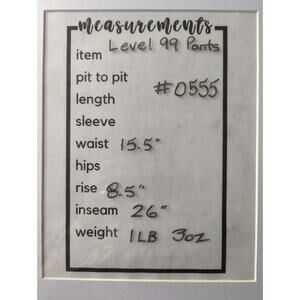 measurements
item Level 99 Pants
pit to pit
length #0555
sleeve
waist 15.5"
hips
rise 8.5"
inseam 26"
weight 1LB 3oz